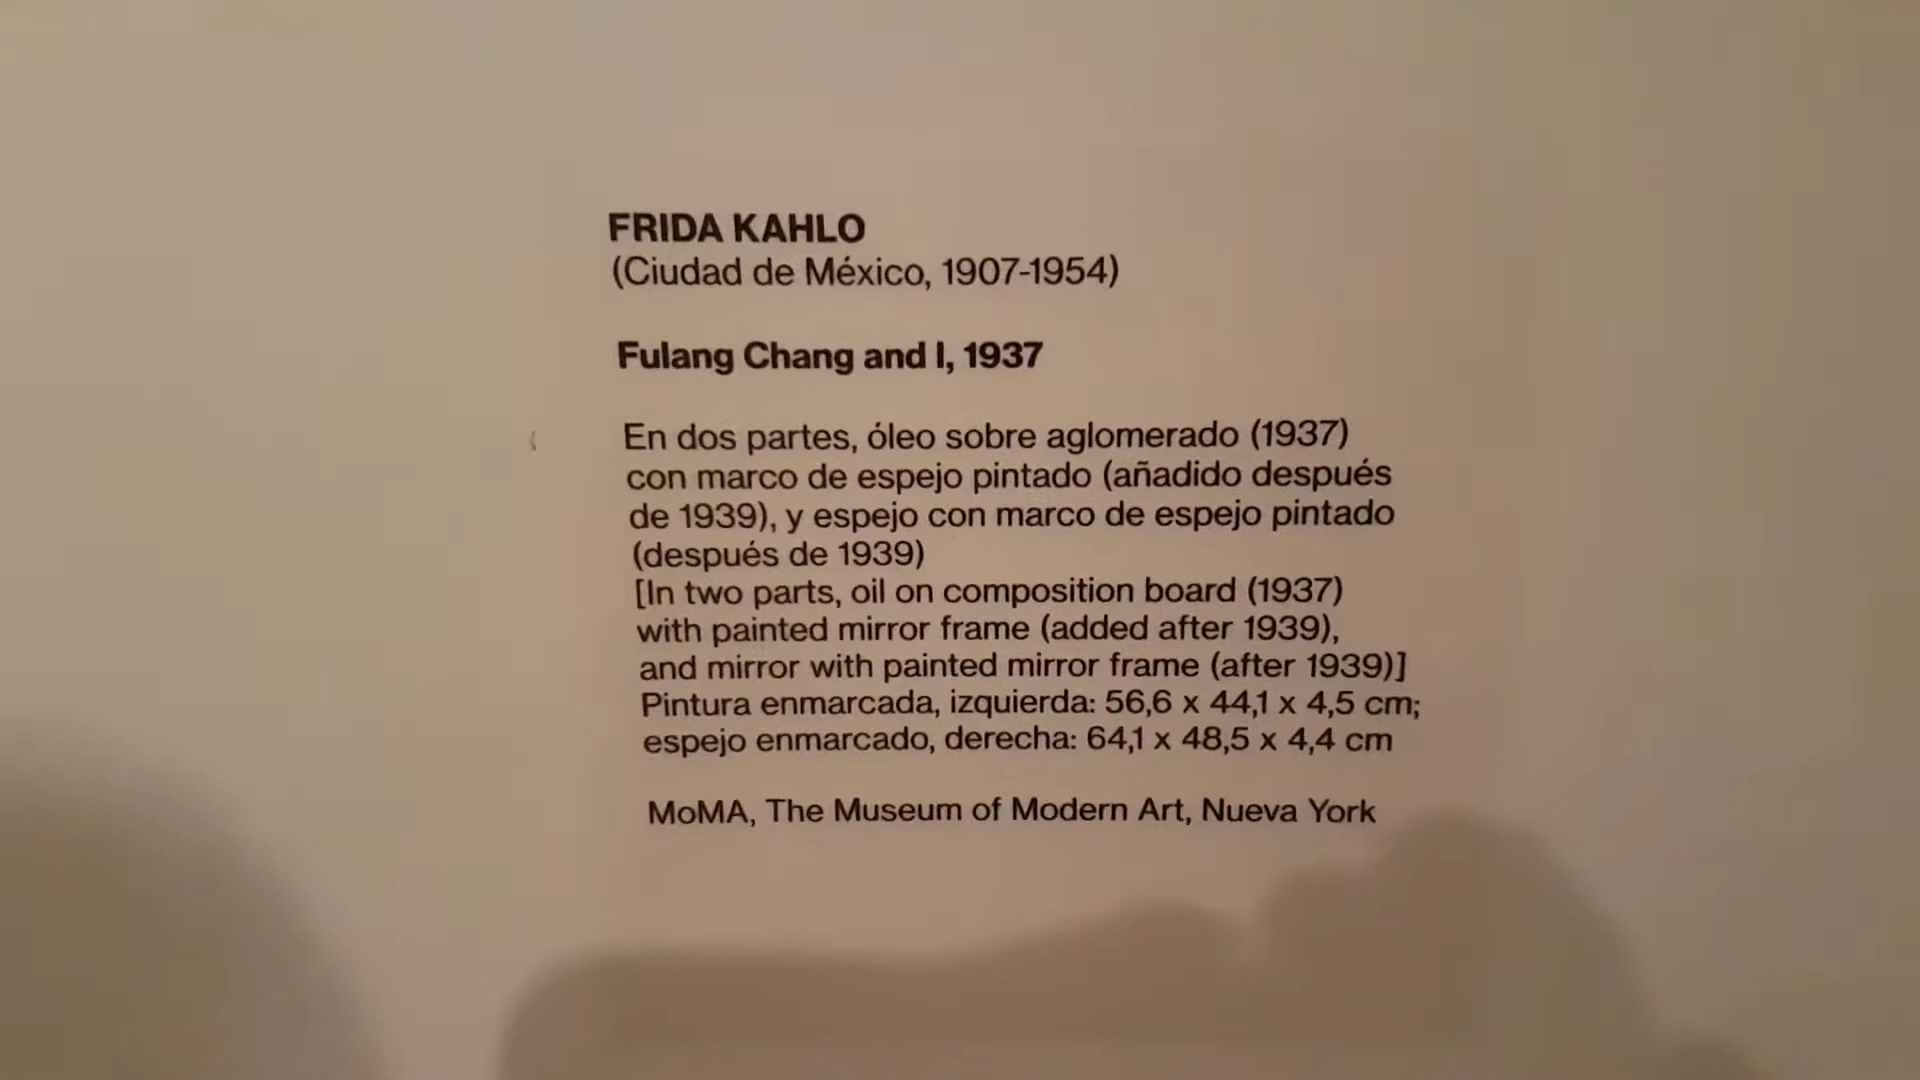 FRIDA KAHLO
(Ciudad de México, 1907-1954)
Fulang Chang and I, 1937
En dos partes, óleo sobre aglomerado (1937)
con marco de espejo pintado (añadido después
de 1939), y espejo con marco de espejo pintado
(después de 1939)
[In two parts, oil on composition board (1937)
with painted mirror frame (added after 1939),
and mirror with painted mirror frame (after 1939)]
Pintura enmarcada, izquierda: 56,6 x 44,1 x 4,5 cm;
espejo enmarcado, derecha: 64,1 x 48,5 x 4,4 cm
MoMA, The Museum of Modern Art, Nueva York